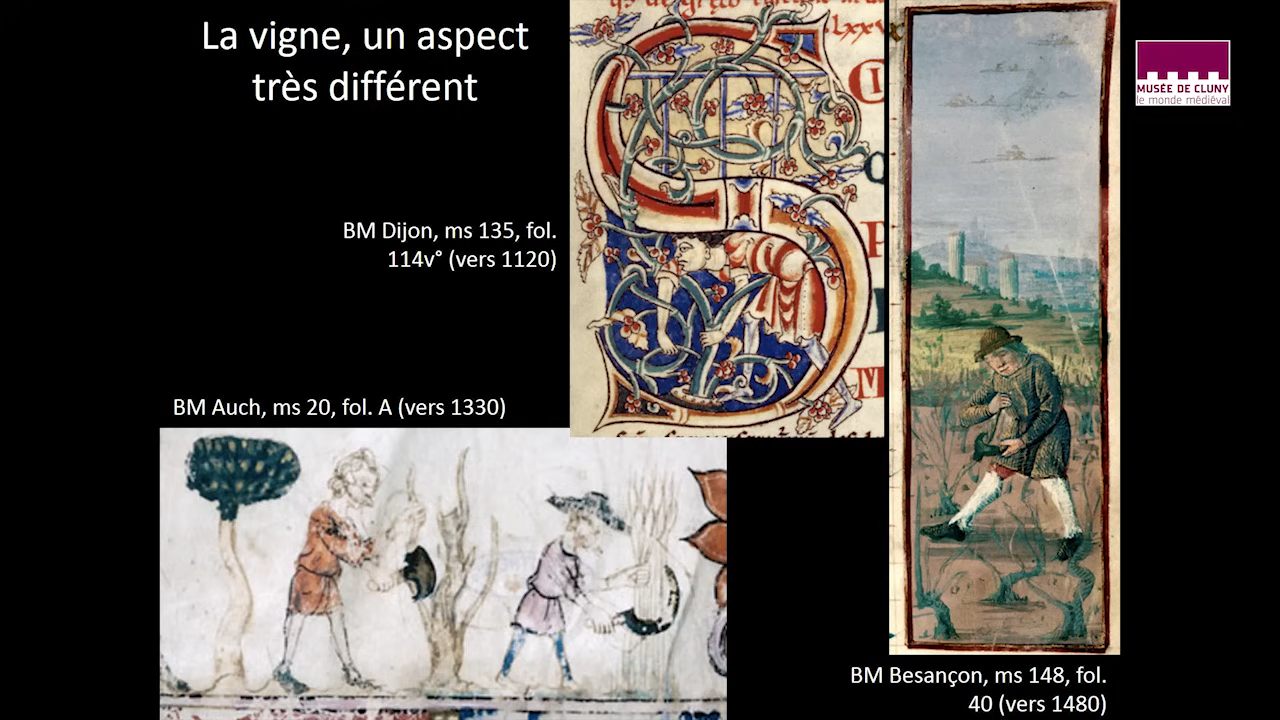 La vigne, un aspect
très différent
MUSÉE DE CLUNY
le monde médiéval
BM Dijon, ms 135, fol.
114v° (vers 1120)
BM Auch, ms 20, fol. A (vers 1330)
BM Besançon, ms 148, fol.
40 (vers 1480)